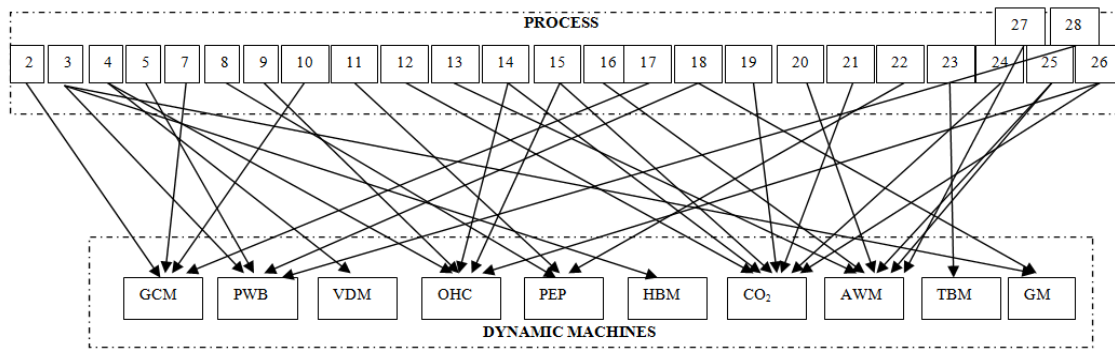 PROCESS
27 28
2 3 4 5 7 8 9 10 11 12 13 14 15 16 17 18 19 20 21 22 23 24 25 26
GCM PWB VDM OHC PEP HBM CO₂ AWM TBM GM
DYNAMIC MACHINES